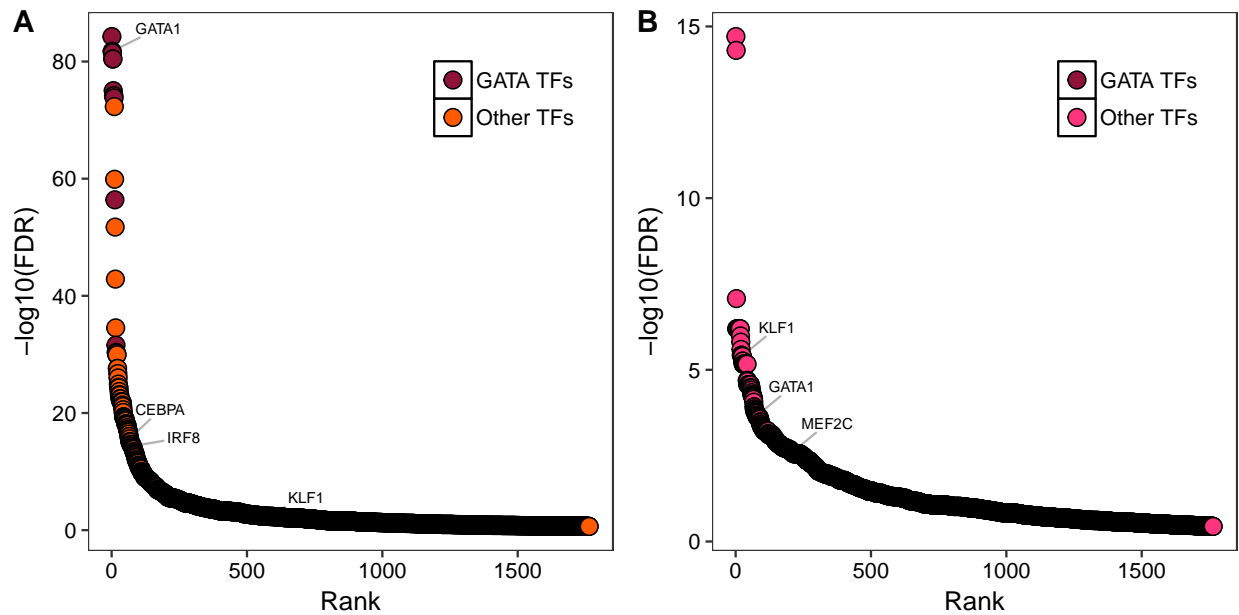 A
GATA1
GATA TFs
Other TFs
CEBPA
IRF8
KLF1
80
60
40
20
0
−log10(FDR)
0
500
1000
1500
Rank
B
GATA TFs
Other TFs
KLF1
GATA1
MEF2C
15
10
5
0
−log10(FDR)
0
500
1000
1500
Rank